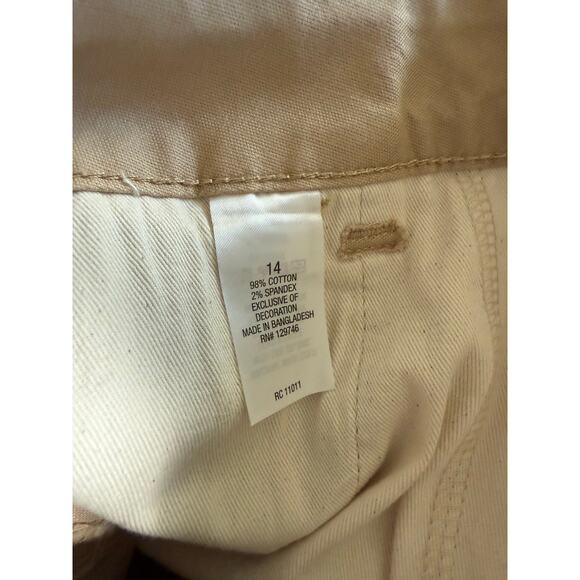 14
98% COTTON
2% SPANDEX
EXCLUSIVE OF
DECORATION
MADE IN BANGLADESH
RN# 129746
RC 11011